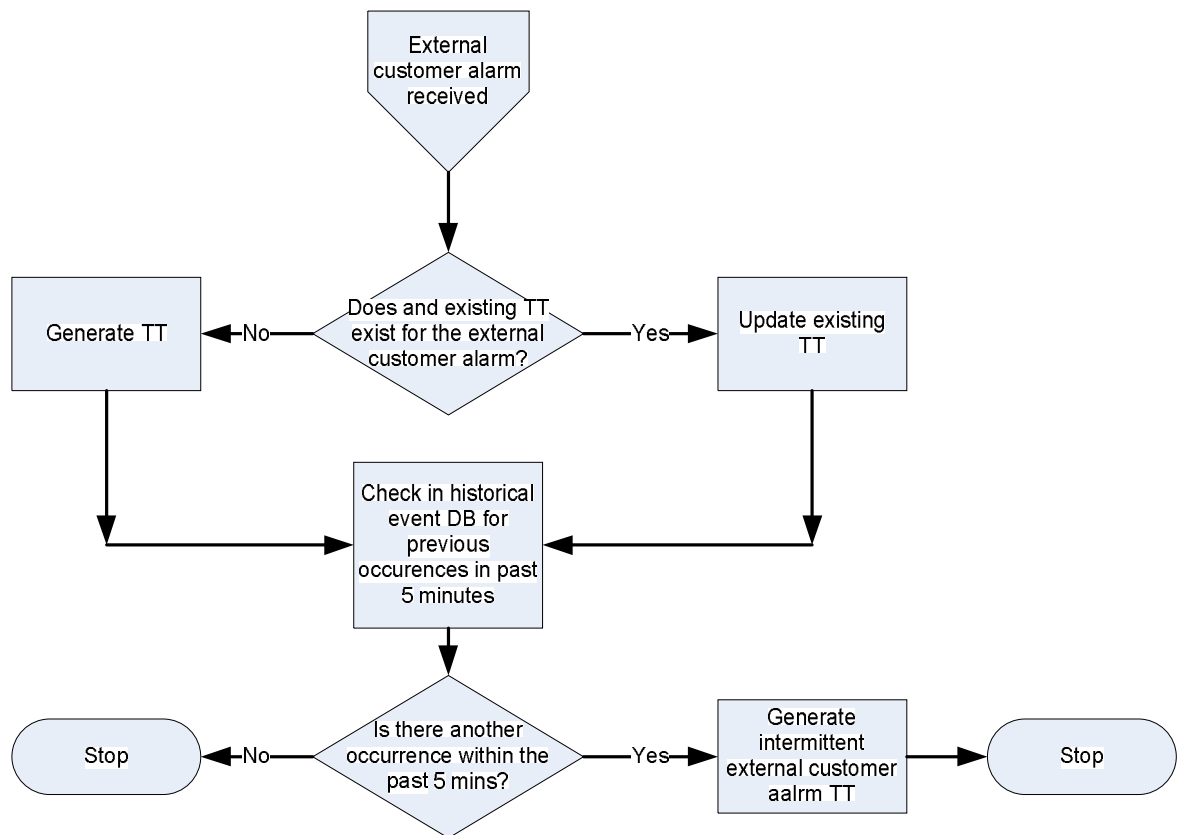 External
customer alarm
received
Does and existing TT
exist for the external
customer alarm?
No
Generate TT
Yes
Update existing
TT
Check in historical
event DB for
previous
occurences in past
5 minutes
Is there another
occurrence within the
past 5 mins?
No
Stop
Yes
Generate
intermittent
external customer
aalrm TT
Stop